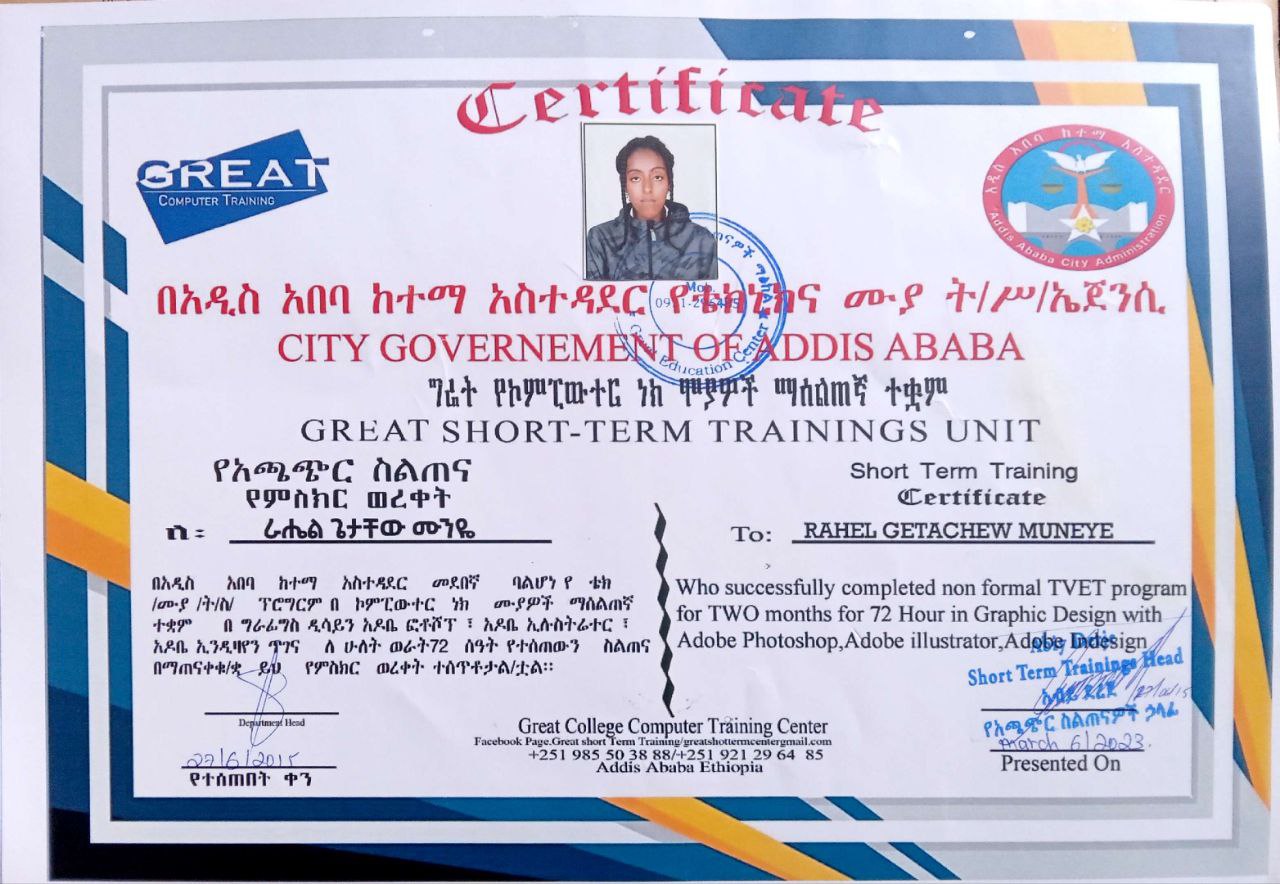 Certificate
GREAT
COMPUTER TRAINING
አዲስ አበባ ከተማ አስተዳደር
Addis Ababa City Administration
Mob.
Great Education Center
በአዲስ አበባ ከተማ አስተዳደር የቴክኒክና ሙያ ት/ሥ/ኤጀንሲ
CITY GOVERNEMENT OF ADDIS ABABA
ግሬት የኮምፒውተር ነክ ሞያዎች ማሰልጠኛ ተቋም
GREAT SHORT-TERM TRAININGS UNIT
የአጫጭር ስልጠና
የምስክር ወረቀት
ለ፡ ራሔል ጌታቸው ሙንዬ
በአዲስ አበባ ከተማ አስተዳደር መደበኛ ባልሆነ የ ቴክ
/ሙያ /ት/ስ/ ፕሮግርም በ ኮምፒውተር ነክ ሙያዎች ማሰልጠኛ
ተቋም በ ግራፊግስ ዲሳይን አዶቤ ፎቶሾፕ ፣ አዶቤ ኢሉስትሬተር ፣
አዶቤ ኢንዲዛየን ጥገና ለ ሁለት ወራት72 ሰዓት የተሰጠውን ስልጠና
በማጠናቀቁ/ቋ ይህ የምስክር ወረቀት ተሰጥቶታል/ቷል።
Department Head
27/6/2015
የተሰጠበት ቀን
Short Term Training
Certificate
To: RAHEL GETACHEW MUNEYE
Who successfully completed non formal TVET program
for TWO months for 72 Hour in Graphic Design with
Adobe Photoshop,Adobe illustrator,Adobe Indesign
Short Term Trainings Head
የአጫጭር ስልጠናዎች ኃላፊ
March 6/2023.
Presented On
Great College Computer Training Center
Facebook Page.Great short Term Training/greatshottermcentergmail.com
+251 985 50 38 88/+251 921 29 64 85
Addis Ababa Ethiopia